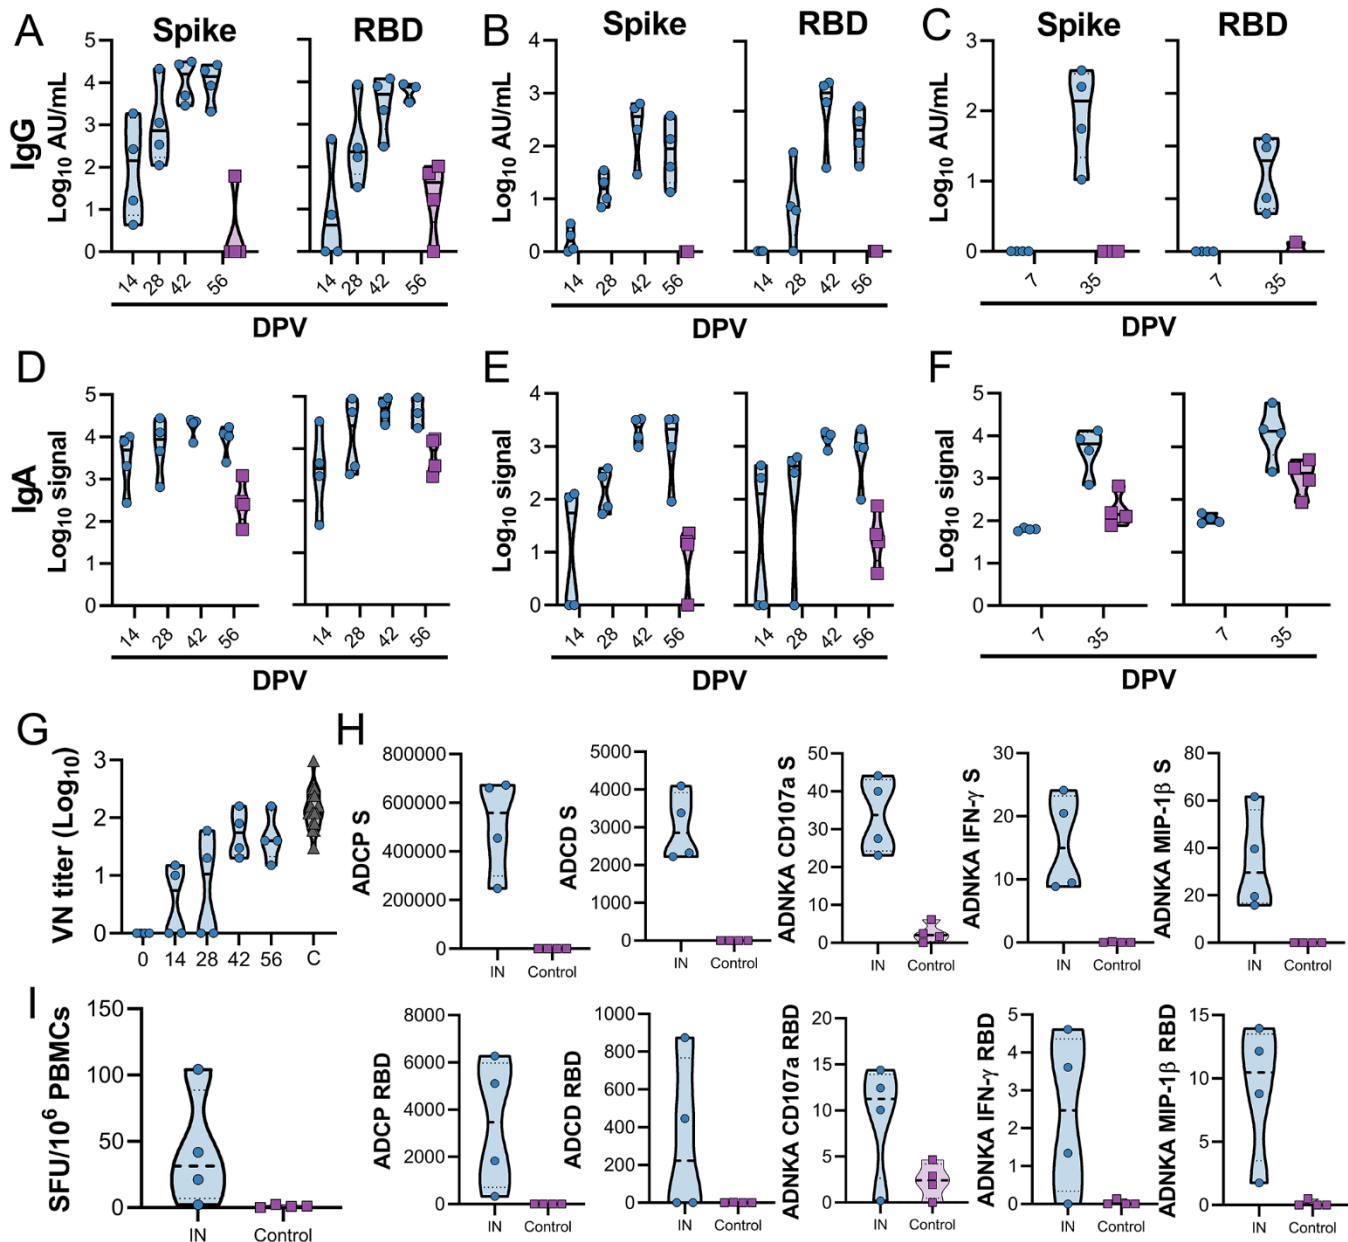 A
Spike
RBD
B
Spike
RBD
C
Spike
RBD
IgG
Log10 AU/mL
5
4
3
2
1
0
14
28
42
56
14
28
42
56
DPV
Log10 AU/mL
5
4
3
2
1
0
14
28
42
56
14
28
42
56
DPV
Log10 AU/mL
3
2
1
0
7
35
7
35
DPV
D
E
F
IgA
Log10 signal
5
4
3
2
1
0
14
28
42
56
14
28
42
56
DPV
Log10 signal
4
3
2
1
0
14
28
42
56
14
28
42
56
DPV
Log10 signal
5
4
3
2
1
0
7
35
7
35
DPV
G
VN titer (Log10)
3
2
1
0
0 14 28 42 56 C
H
ADCP S
800000
600000
400000
200000
0
IN Control
ADCD S
5000
4000
3000
2000
1000
0
IN Control
ADNKA CD107a S
50
40
30
20
10
0
IN Control
ADNKA IFN-γ S
30
20
10
0
IN Control
ADNKA MIP-1β S
80
60
40
20
0
IN Control
I
SFU/10⁶ PBMCs
150
100
50
0
IN Control
ADCP RBD
8000
6000
4000
2000
0
IN Control
ADCD RBD
1000
800
600
400
200
0
IN Control
ADNKA CD107a RBD
20
15
10
5
0
IN Control
ADNKA IFN-γ RBD
5
4
3
2
1
0
IN Control
ADNKA MIP-1β RBD
15
10
5
0
IN Control